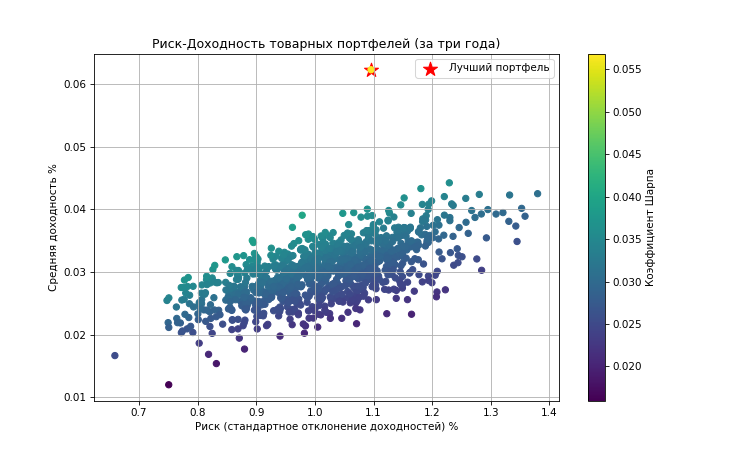 Риск-Доходность товарных портфелей (за три года)
Лучший портфель
Средняя доходность %
0.06
0.05
0.04
0.03
0.02
0.01
0.7 0.8 0.9 1.0 1.1 1.2 1.3 1.4
Риск (стандартное отклонение доходностей) %
0.055
0.050
0.045
0.040
0.035
0.030
0.025
0.020
Коэффициент Шарпа